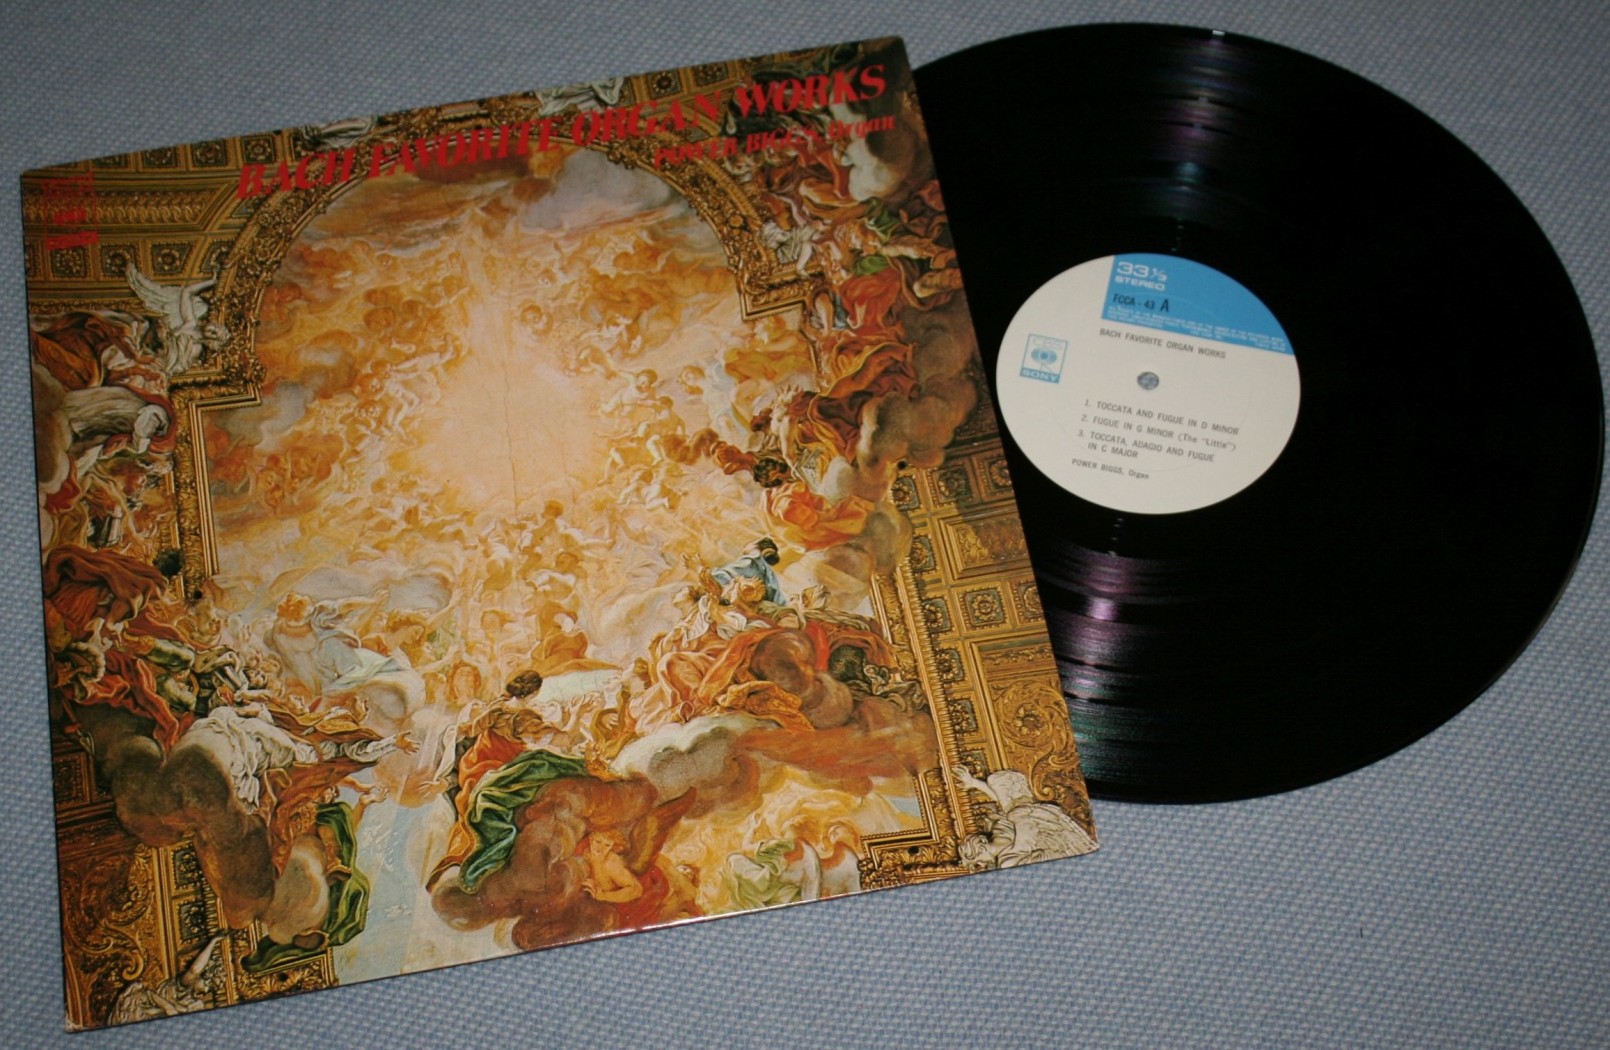 BACH FAVORITE ORGAN WORKS
POWER BIGGS, Organ
33⅓
STEREO
FCCA - 43 A
BACH FAVORITE ORGAN WORKS
CBS
SONY
1. TOCCATA AND FUGUE IN D MINOR
2. FUGUE IN G MINOR (The "Little")
3. TOCCATA, ADAGIO AND FUGUE
IN C MAJOR
POWER BIGGS, Organ